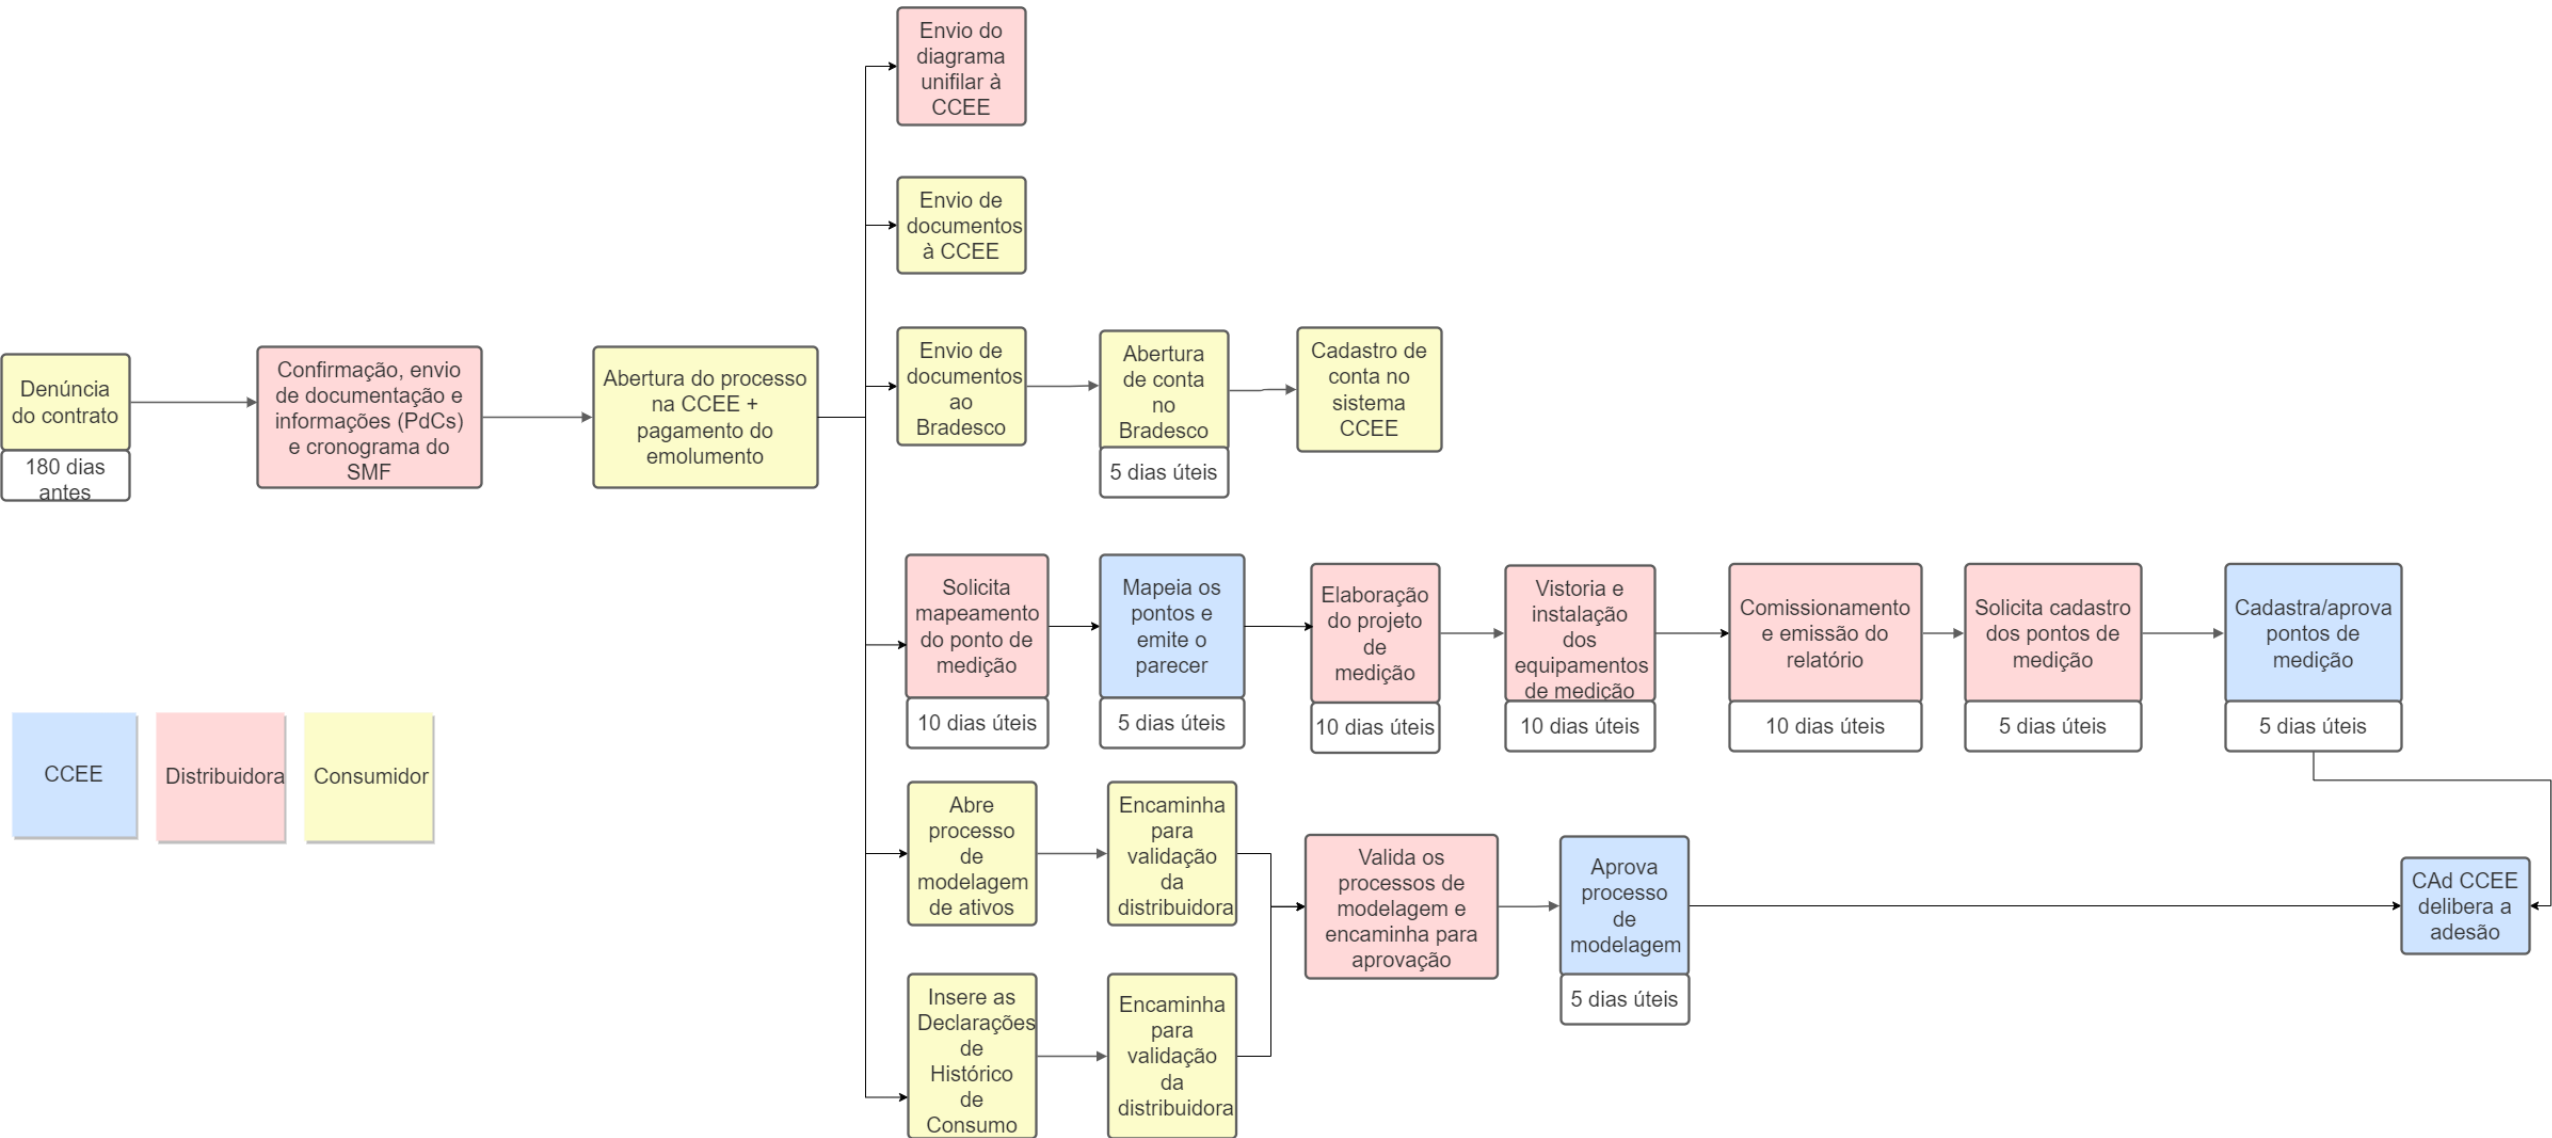 Envio do
diagrama
unifilar à
CCEE
Envio de
documentos
à CCEE
Denúncia
do contrato
180 dias
antes
Confirmação, envio
de documentação e
informações (PdCs)
e cronograma do
SMF
Abertura do processo
na CCEE +
pagamento do
emolumento
Envio de
documentos
ao
Bradesco
Abertura
de conta
no
Bradesco
5 dias úteis
Cadastro de
conta no
sistema
CCEE
Solicita
mapeamento
do ponto de
medição
10 dias úteis
Mapeia os
pontos e
emite o
parecer
5 dias úteis
Elaboração
do projeto
de
medição
10 dias úteis
Vistoria e
instalação
dos
equipamentos
de medição
10 dias úteis
Comissionamento
e emissão do
relatório
10 dias úteis
Solicita cadastro
dos pontos de
medição
5 dias úteis
Cadastra/aprova
pontos de
medição
5 dias úteis
CCEE
Distribuidora
Consumidor
Abre
processo
de
modelagem
de ativos
Encaminha
para
validação
da
distribuidora
Valida os
processos de
modelagem e
encaminha para
aprovação
Aprova
processo
de
modelagem
5 dias úteis
CAd CCEE
delibera a
adesão
Insere as
Declarações
de
Histórico
de
Consumo
Encaminha
para
validação
da
distribuidora